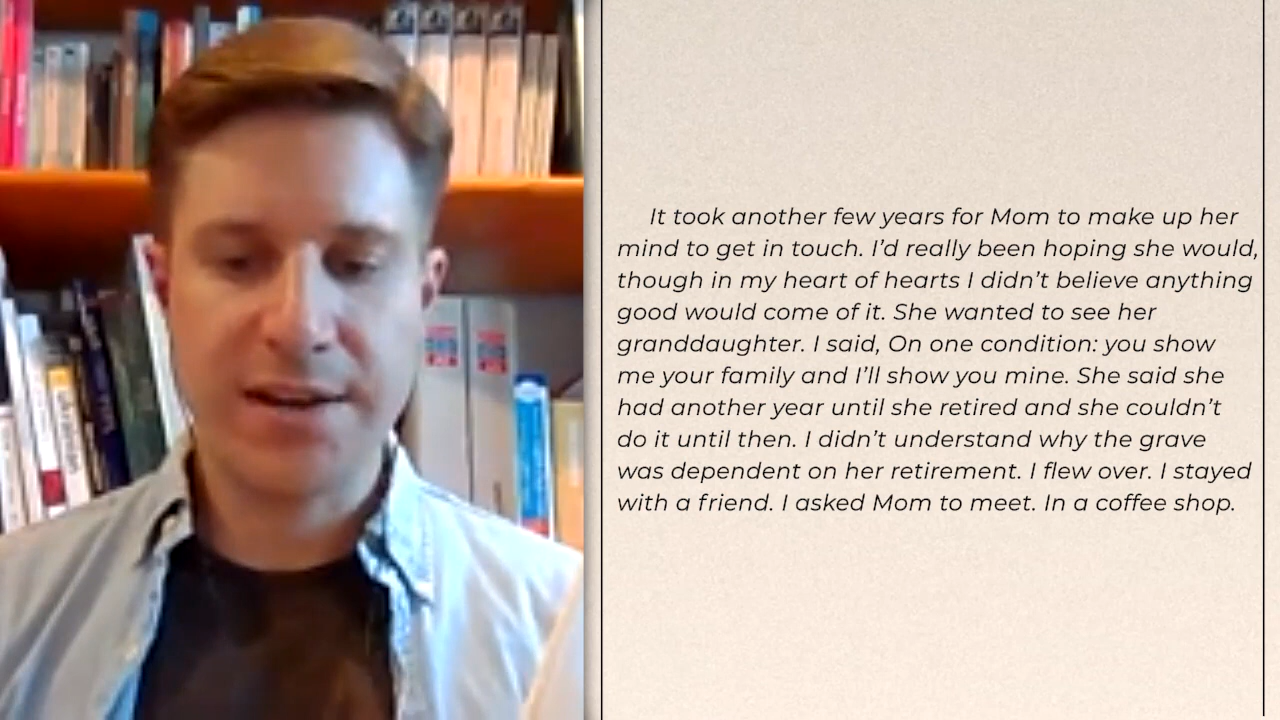 It took another few years for Mom to make up her
mind to get in touch. I’d really been hoping she would,
though in my heart of hearts I didn’t believe anything
good would come of it. She wanted to see her
granddaughter. I said, On one condition: you show
me your family and I’ll show you mine. She said she
had another year until she retired and she couldn’t
do it until then. I didn’t understand why the grave
was dependent on her retirement. I flew over. I stayed
with a friend. I asked Mom to meet. In a coffee shop.